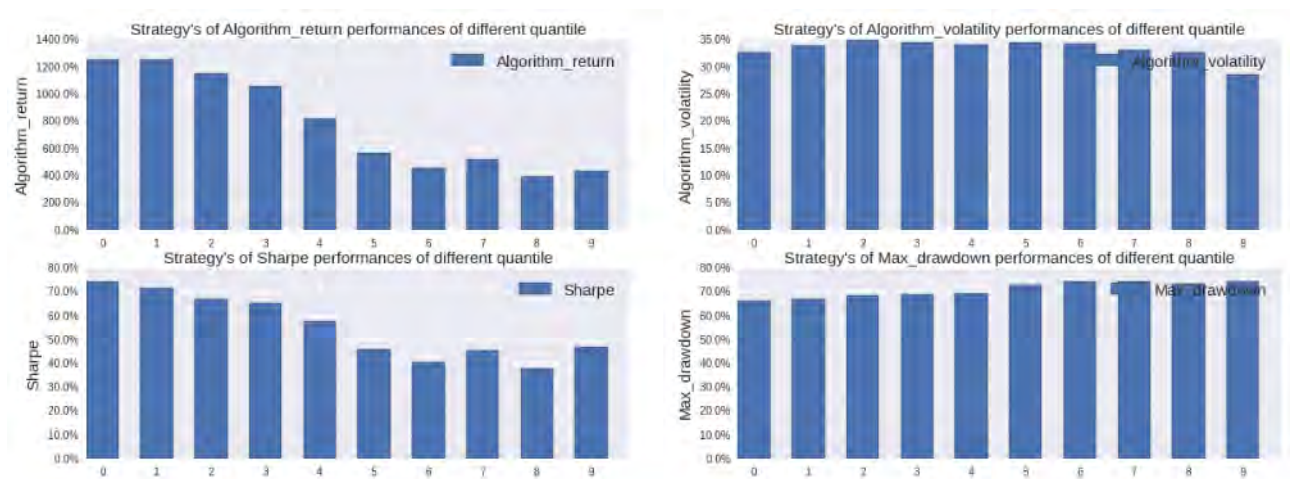 Strategy's of Algorithm_return performances of different quantile
1400.0%
1200.0%
1000.0%
800.0%
600.0%
400.0%
200.0%
0.0%
Algorithm_return
Algorithm_return
0 1 2 3 4 5 6 7 8 9
Strategy's of Algorithm_volatility performances of different quantile
35.0%
30.0%
25.0%
20.0%
15.0%
10.0%
5.0%
0.0%
Algorithm_volatility
Algorithm_volatility
0 1 2 3 4 5 6 7 8 9
Strategy's of Sharpe performances of different quantile
80.0%
70.0%
60.0%
50.0%
40.0%
30.0%
20.0%
10.0%
0.0%
Sharpe
Sharpe
0 1 2 3 4 5 6 7 8 9
Strategy's of Max_drawdown performances of different quantile
80.0%
70.0%
60.0%
50.0%
40.0%
30.0%
20.0%
10.0%
0.0%
Max_drawdown
Max_drawdown
0 1 2 3 4 5 6 7 8 9